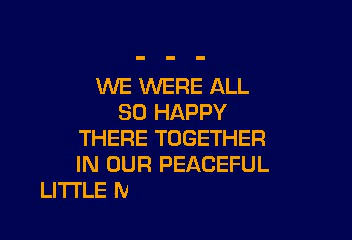 - - -
WE WERE ALL
SO HAPPY
THERE TOGETHER
IN OUR PEACEFUL
LITTLE